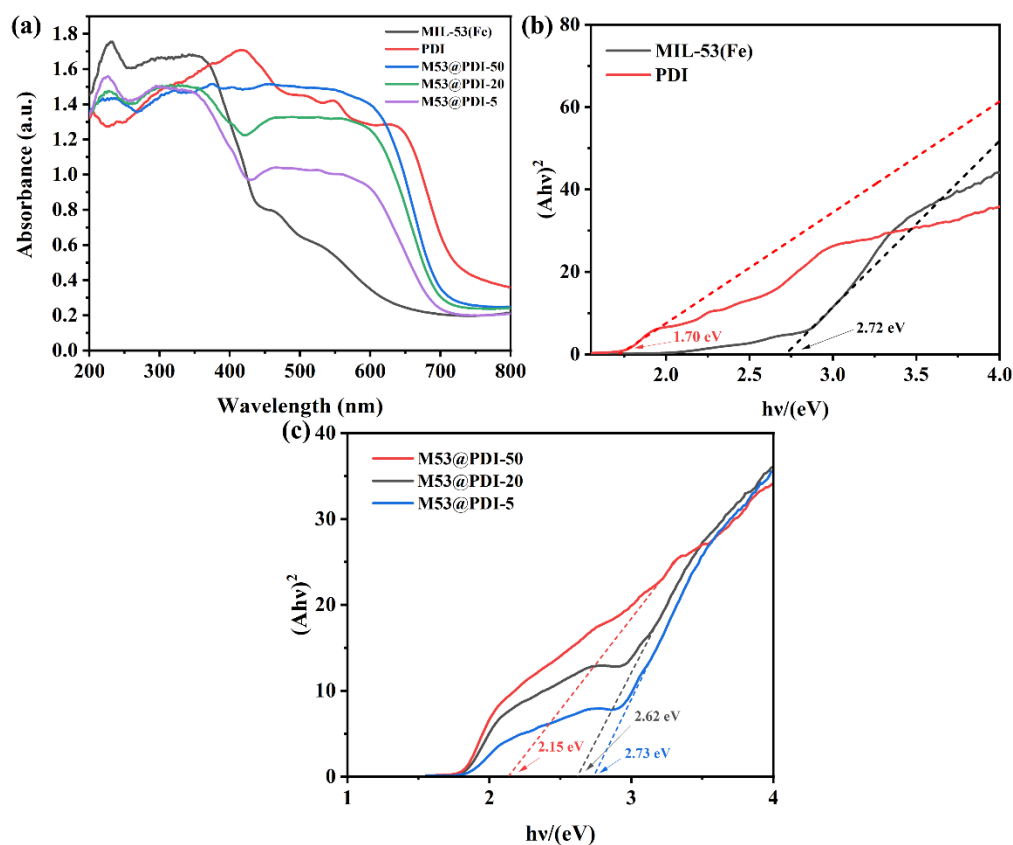 (a)
MIL-53(Fe)
PDI
M53@PDI-50
M53@PDI-20
M53@PDI-5
Absorbance (a.u.)
1.8
1.6
1.4
1.2
1.0
0.8
0.6
0.4
0.2
0.0
200 300 400 500 600 700 800
Wavelength (nm)
(b)
MIL-53(Fe)
PDI
(Ahν)²
80
60
40
20
0
1.70 eV
2.72 eV
2.0 2.5 3.0 3.5 4.0
hν/(eV)
(c)
M53@PDI-50
M53@PDI-20
M53@PDI-5
(Ahν)²
40
30
20
10
0
2.15 eV
2.62 eV
2.73 eV
1 2 3 4
hν/(eV)